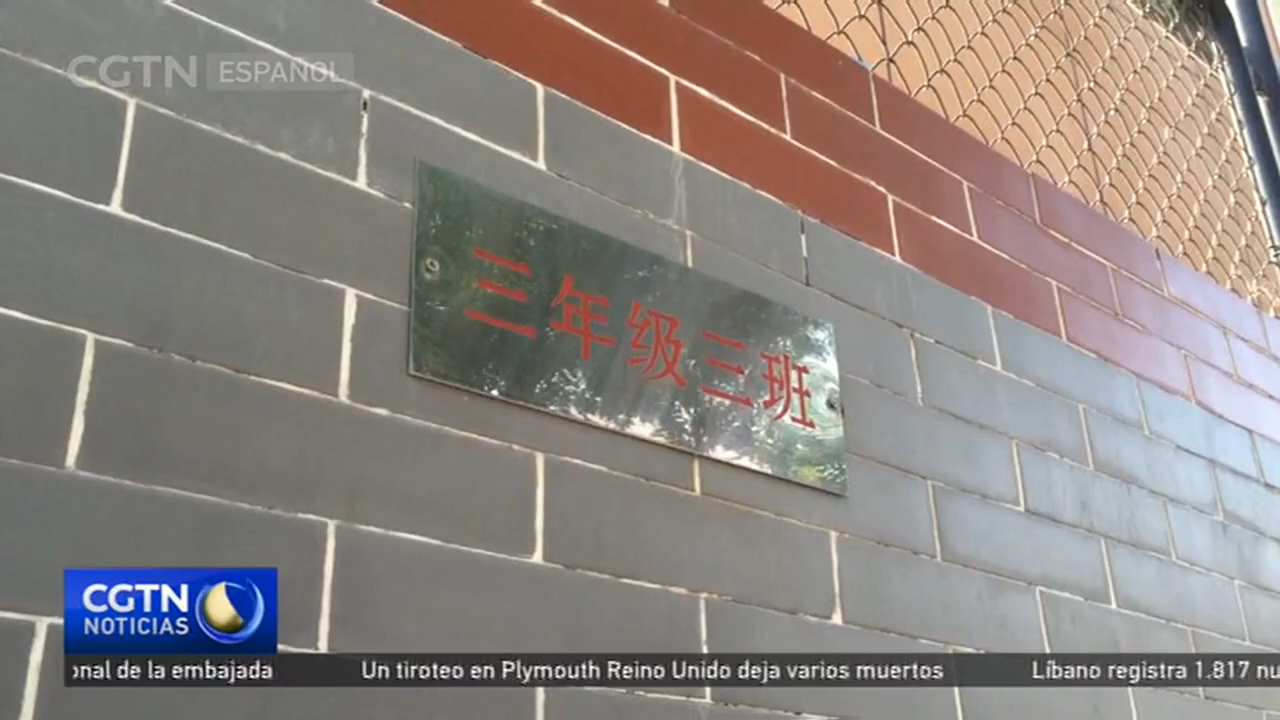 CGTN ESPAÑOL
三年级三班
CGTN
NOTICIAS
onal de la embajada Un tiroteo en Plymouth Reino Unido deja varios muertos Líbano registra 1.817 nu